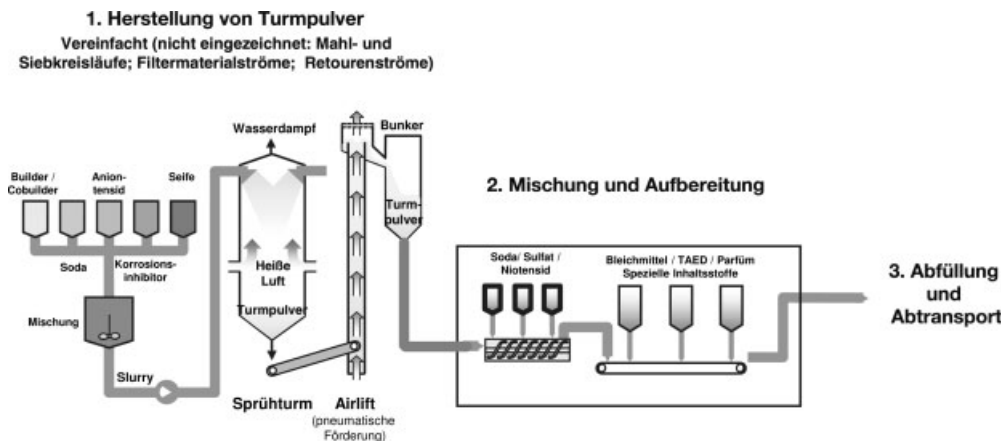 1. Herstellung von Turmpulver
Vereinfacht (nicht eingezeichnet: Mahl- und
Siebkreisläufe; Filtermaterialströme; Retourenströme)
Wasserdampf
Bunker
Builder /
Cobuilder
Anion-
tensid
Seife
Soda
Korrosions-
inhibitor
Mischung
Slurry
Heiße
Luft
Turmpulver
Turm-
pulver
Sprühturm
Airlift
(pneumatische
Förderung)
2. Mischung und Aufbereitung
Soda/ Sulfat /
Niotensid
Bleichmittel / TAED / Parfüm
Spezielle Inhaltsstoffe
3. Abfüllung
und
Abtransport